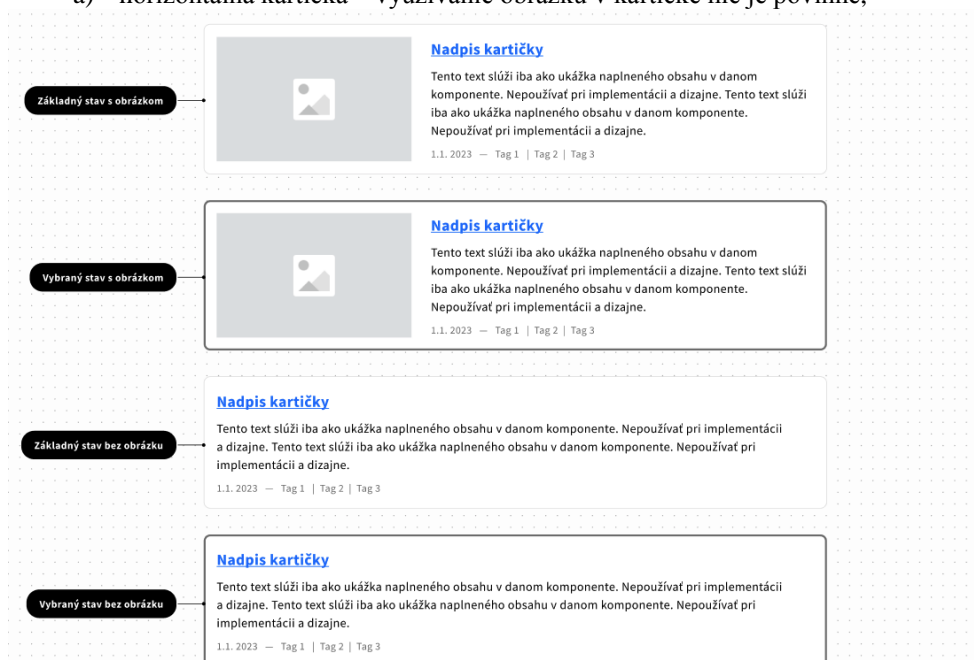 a) horizontálna kartička – využívanie obrázku v kartičke nie je povinné,
Základný stav s obrázkom
Nadpis kartičky
Tento text slúži iba ako ukážka naplneného obsahu v danom
komponente. Nepoužívať pri implementácii a dizajne. Tento text slúži
iba ako ukážka naplneného obsahu v danom komponente.
Nepoužívať pri implementácii a dizajne.
1.1. 2023 — Tag 1 | Tag 2 | Tag 3
Vybraný stav s obrázkom
Nadpis kartičky
Tento text slúži iba ako ukážka naplneného obsahu v danom
komponente. Nepoužívať pri implementácii a dizajne. Tento text slúži
iba ako ukážka naplneného obsahu v danom komponente.
Nepoužívať pri implementácii a dizajne.
1.1. 2023 — Tag 1 | Tag 2 | Tag 3
Základný stav bez obrázku
Nadpis kartičky
Tento text slúži iba ako ukážka naplneného obsahu v danom komponente. Nepoužívať pri implementácii
a dizajne. Tento text slúži iba ako ukážka naplneného obsahu v danom komponente. Nepoužívať pri
implementácii a dizajne.
1.1. 2023 — Tag 1 | Tag 2 | Tag 3
Vybraný stav bez obrázku
Nadpis kartičky
Tento text slúži iba ako ukážka naplneného obsahu v danom komponente. Nepoužívať pri implementácii
a dizajne. Tento text slúži iba ako ukážka naplneného obsahu v danom komponente. Nepoužívať pri
implementácii a dizajne.
1.1. 2023 — Tag 1 | Tag 2 | Tag 3